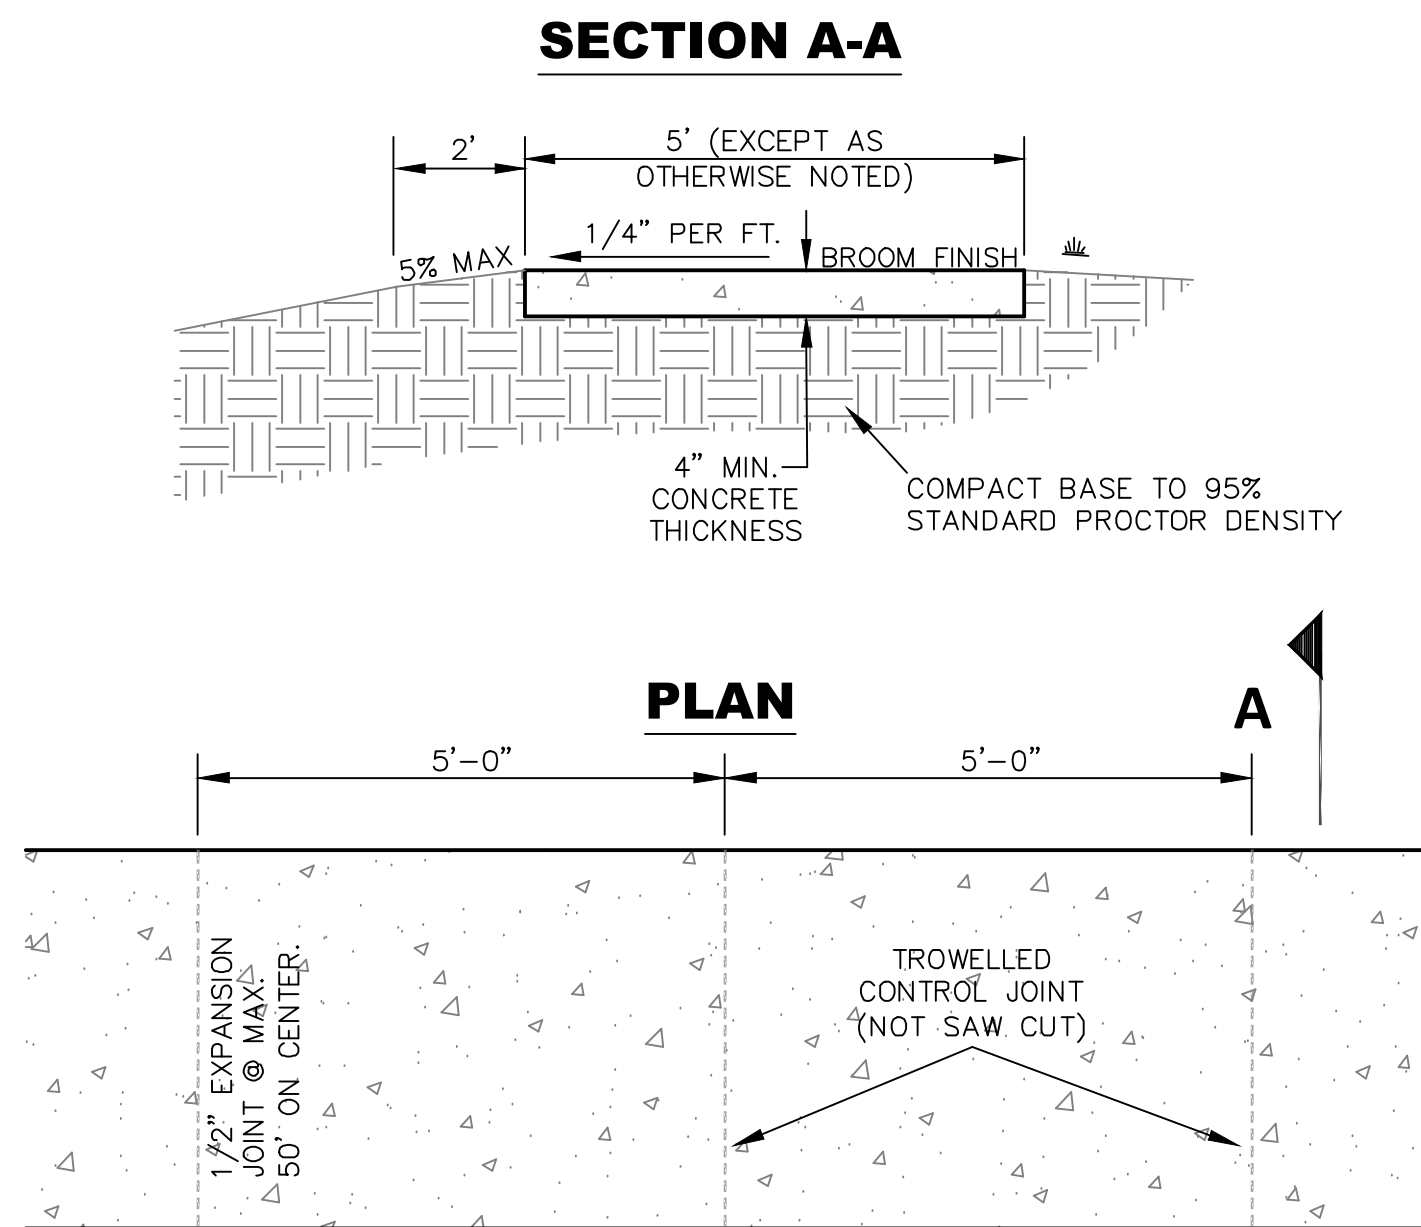 SECTION A-A
2'
5' (EXCEPT AS
OTHERWISE NOTED)
1/4" PER FT.
5% MAX
BROOM FINISH
4" MIN.
CONCRETE
THICKNESS
COMPACT BASE TO 95%
STANDARD PROCTOR DENSITY
PLAN
A
5'-0"
5'-0"
1/2" EXPANSION
JOINT @ MAX.
50' ON CENTER.
TROWELLED
CONTROL JOINT
(NOT SAW CUT)